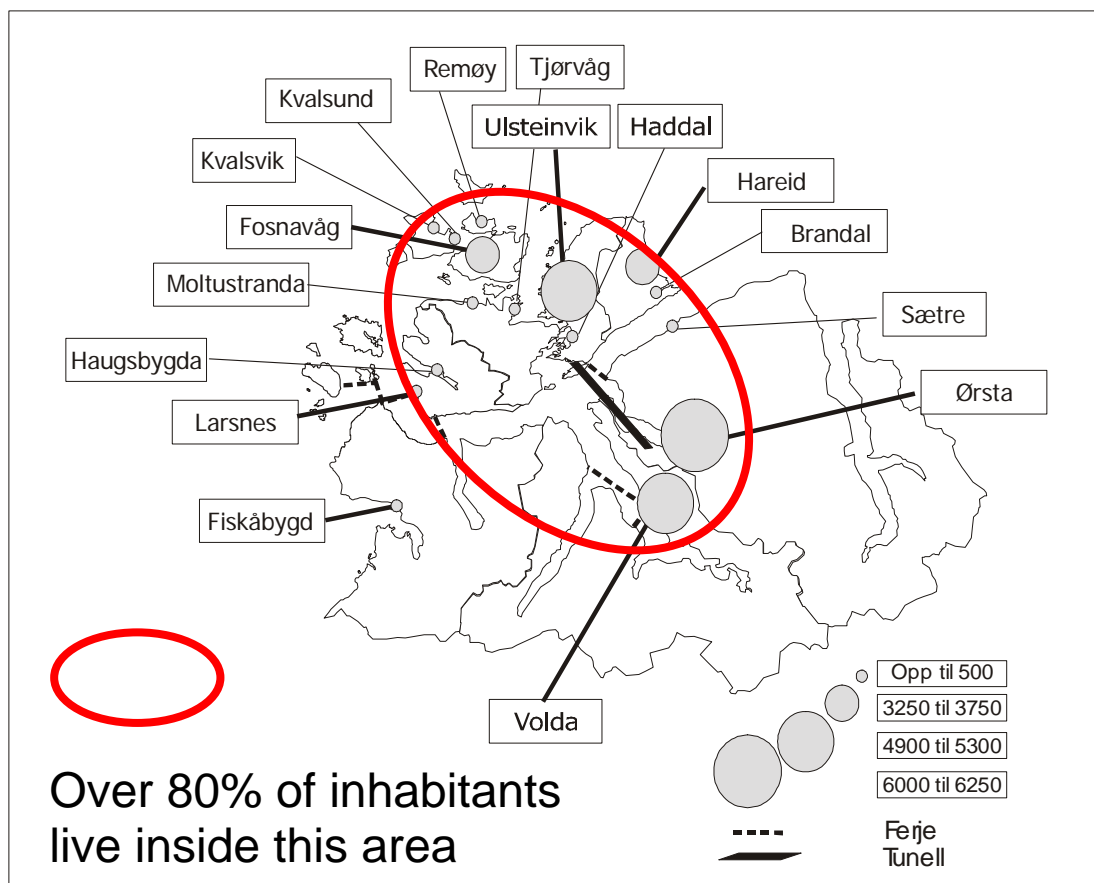 Remøy
Tjørvåg
Kvalsund
Ulsteinvik
Haddal
Kvalsvik
Hareid
Fosnavåg
Brandal
Moltustranda
Sætre
Haugsbygda
Ørsta
Larsnes
Fiskåbygd
Volda
Opp til 500
3250 til 3750
4900 til 5300
6000 til 6250
Ferje
Tunell
Over 80% of inhabitants
live inside this area